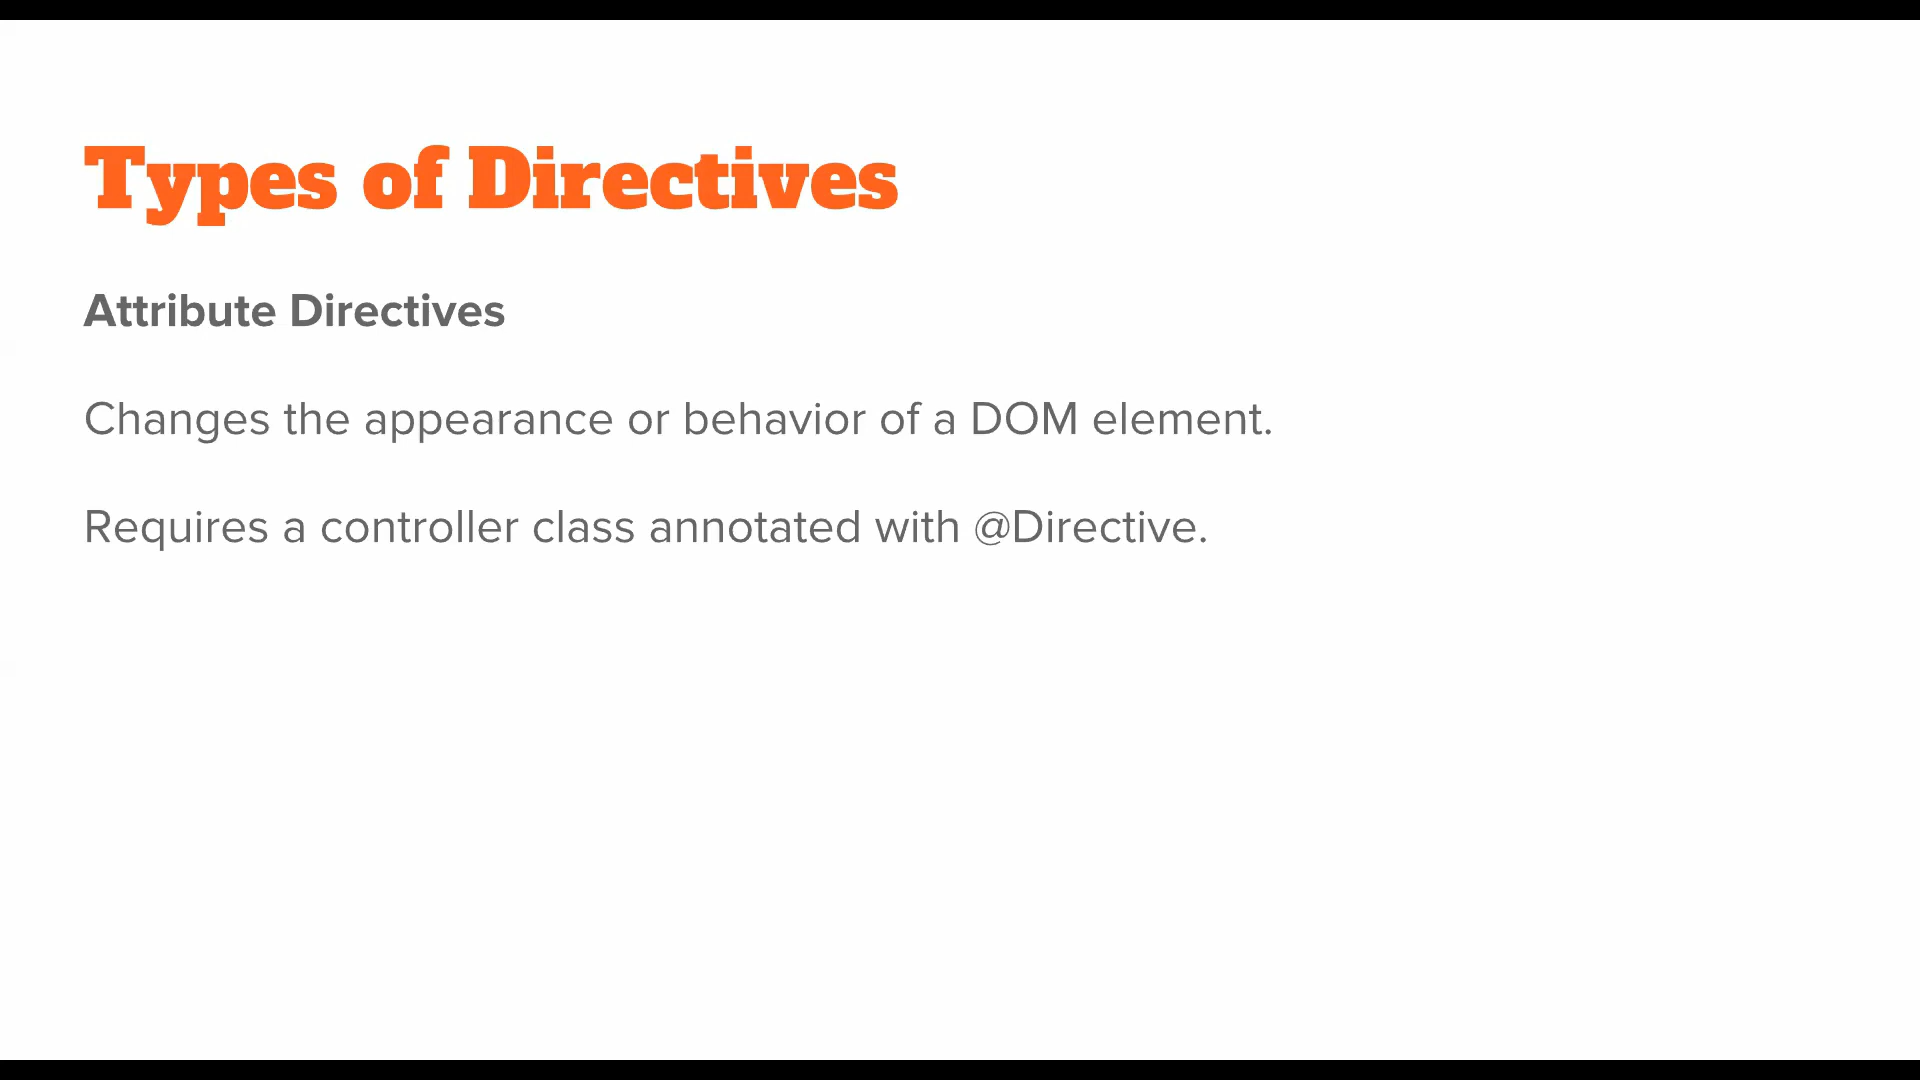 Types of Directives
Attribute Directives
Changes the appearance or behavior of a DOM element.
Requires a controller class annotated with @Directive.